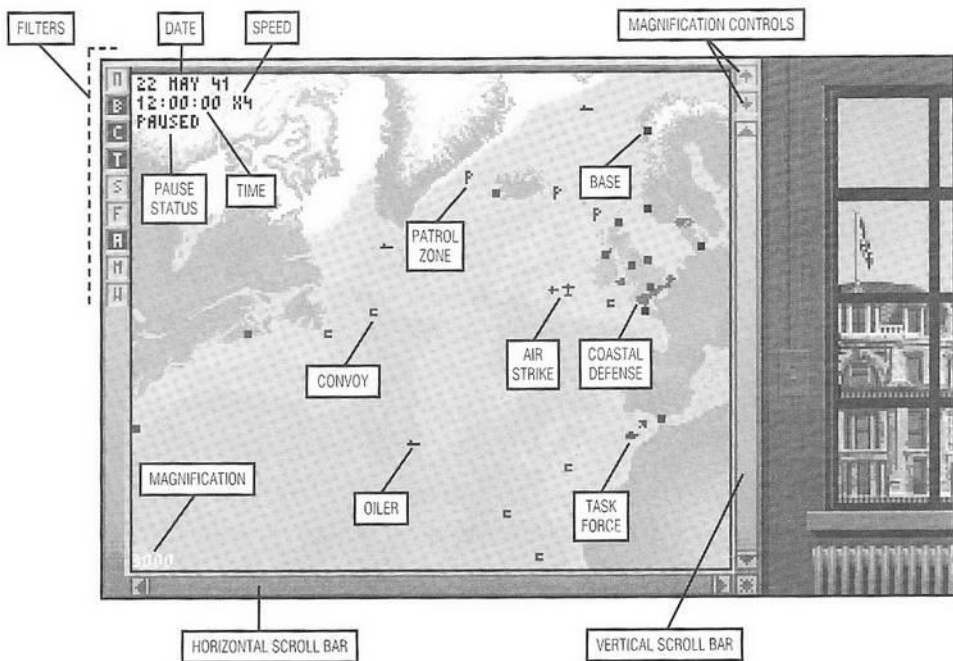 FILTERS
DATE
SPEED
MAGNIFICATION CONTROLS
22 MAY 41
12:00:00 X4
PAUSED
B
C
T
S
F
A
M
W
PAUSE
STATUS
TIME
PATROL
ZONE
BASE
CONVOY
AIR
STRIKE
COASTAL
DEFENSE
MAGNIFICATION
OILER
TASK
FORCE
3000
HORIZONTAL SCROLL BAR
VERTICAL SCROLL BAR